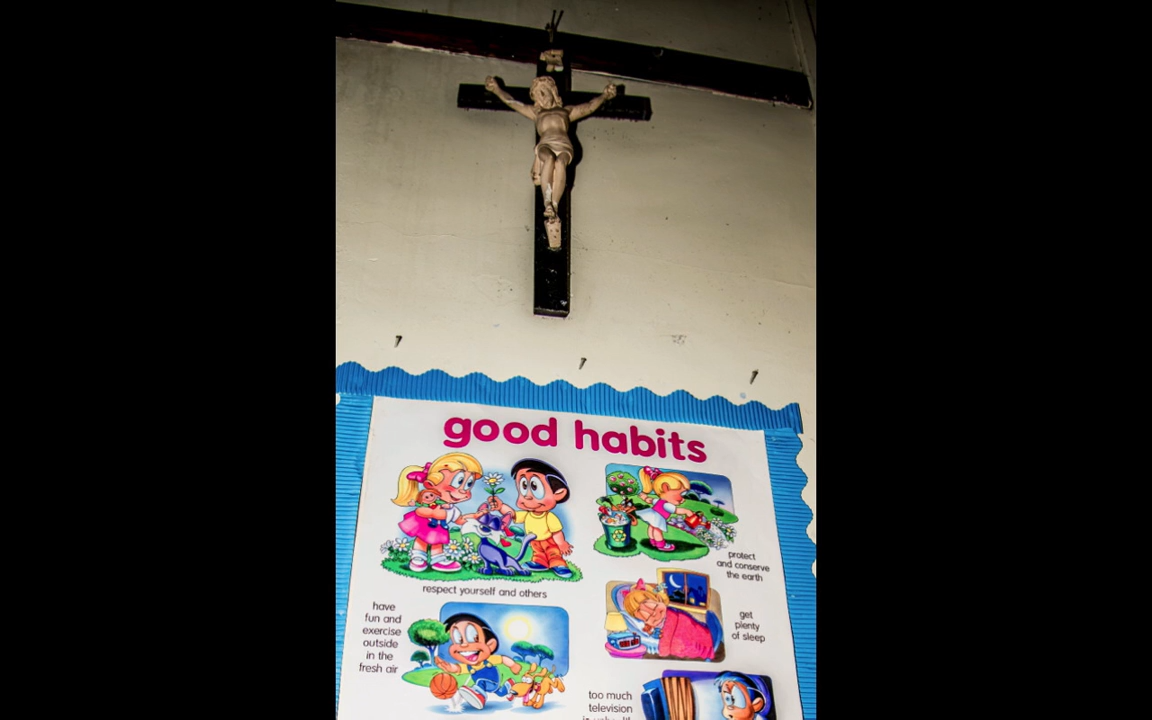 good habits
respect yourself and others
protect
and conserve
the earth
have
fun and
exercise
outside
in the
fresh air
get
plenty
of sleep
too much
television